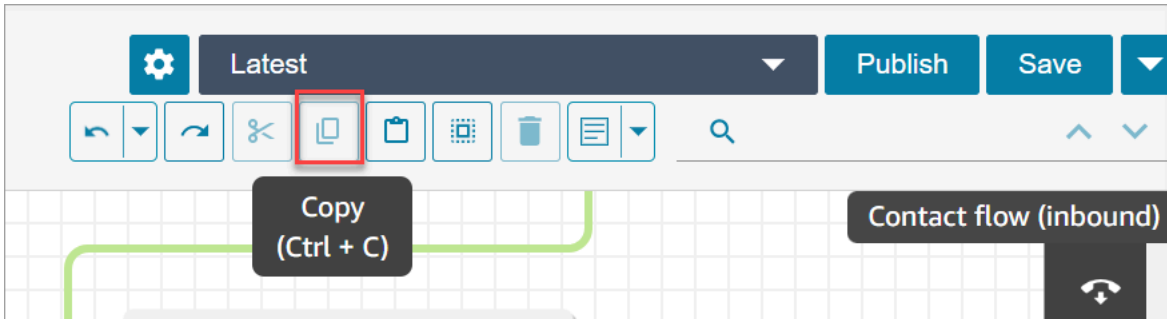 Latest
Publish
Save
Copy
(Ctrl + C)
Contact flow (inbound)